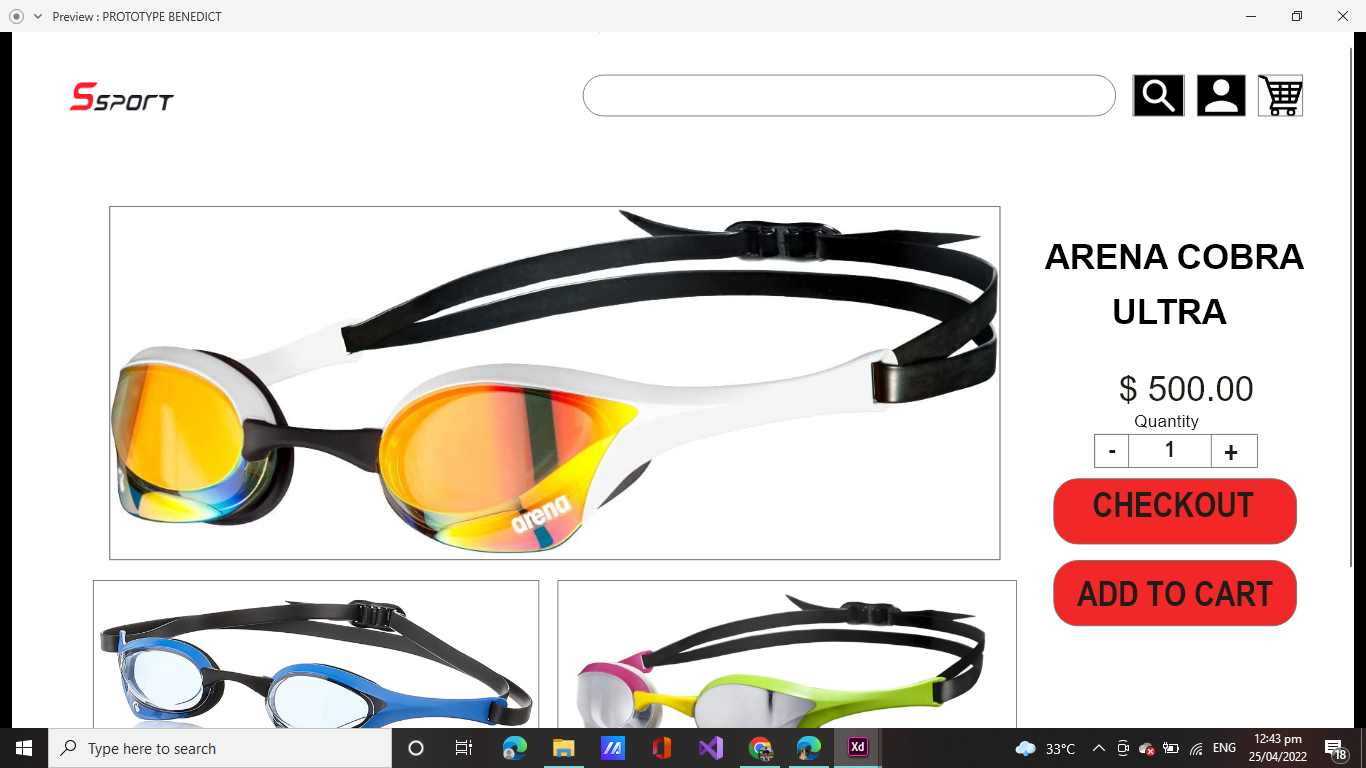 Preview : PROTOTYPE BENEDICT
Ssport
ARENA COBRA
ULTRA
$ 500.00
Quantity
- 1 +
CHECKOUT
ADD TO CART
arena
Type here to search
Xd
33°C
ENG
12:43 pm
25/04/2022
18